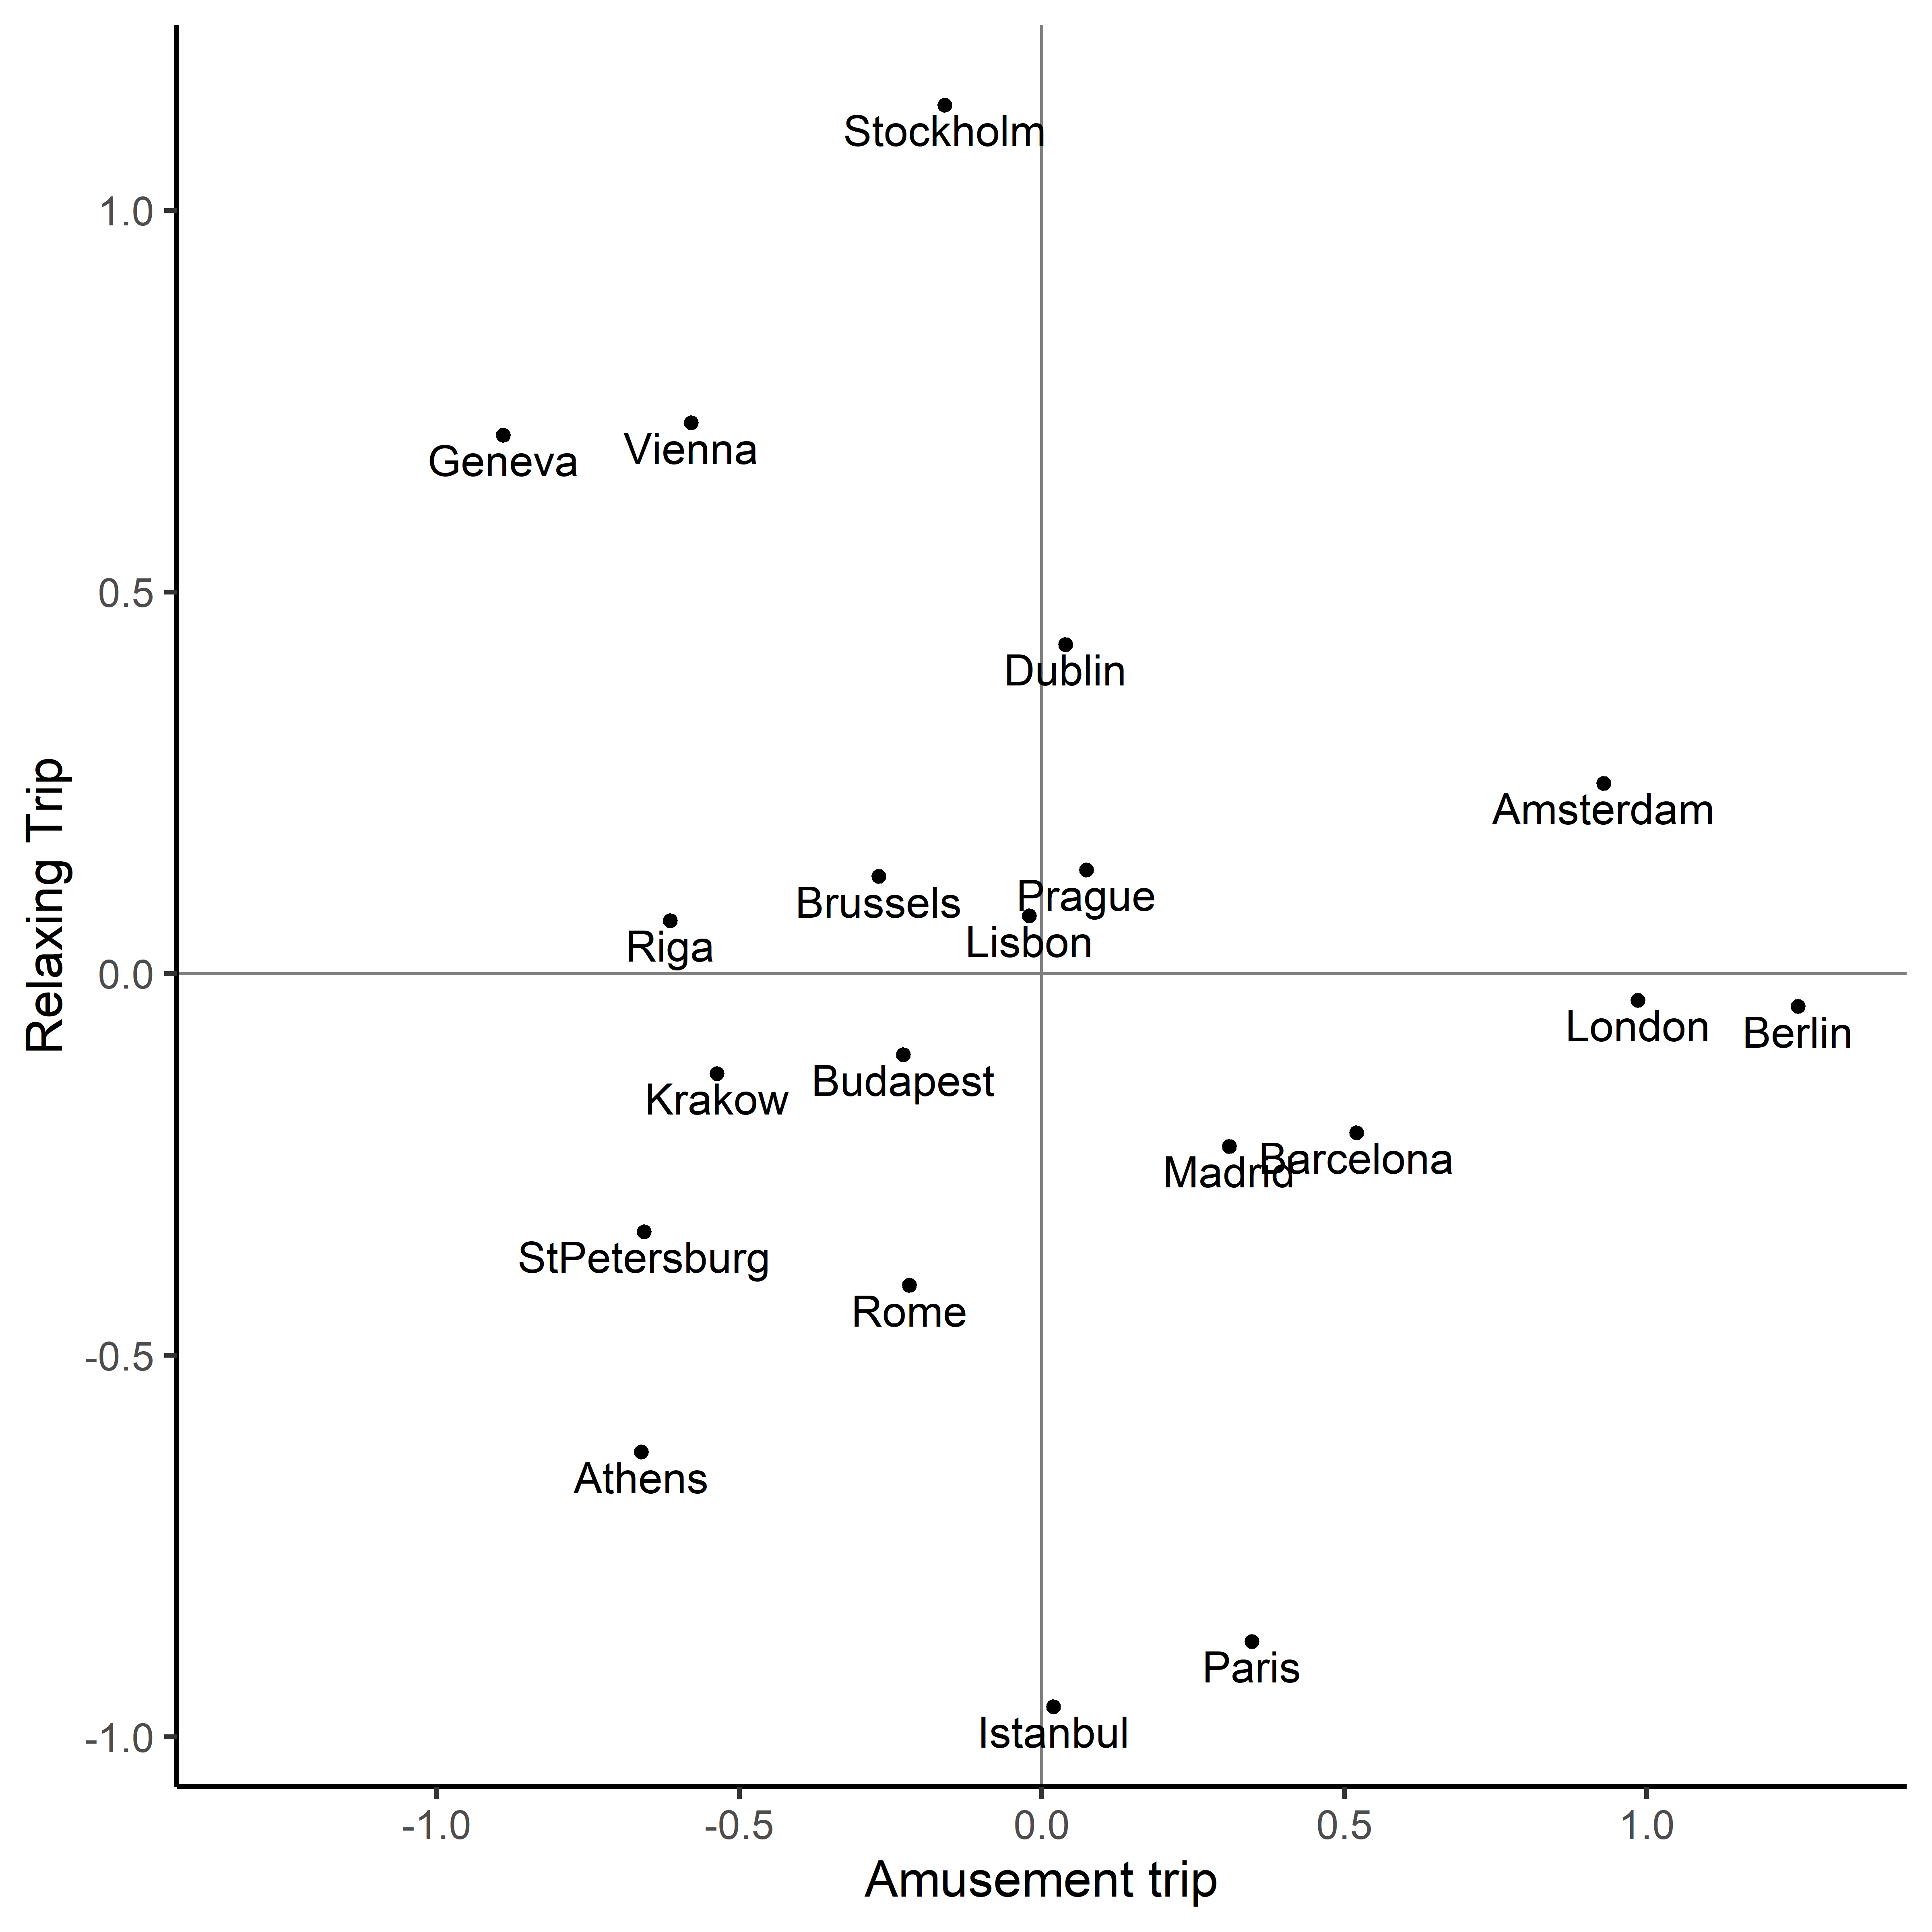 Stockholm
1.0
Vienna
Geneva
0.5
Dublin
Relaxing Trip
Amsterdam
Prague
Brussels
Lisbon
Riga
0.0
London
Berlin
Budapest
Krakow
Barcelona
Madrid
StPetersburg
Rome
-0.5
Athens
Paris
Istanbul
-1.0
-1.0 -0.5 0.0 0.5 1.0
Amusement trip